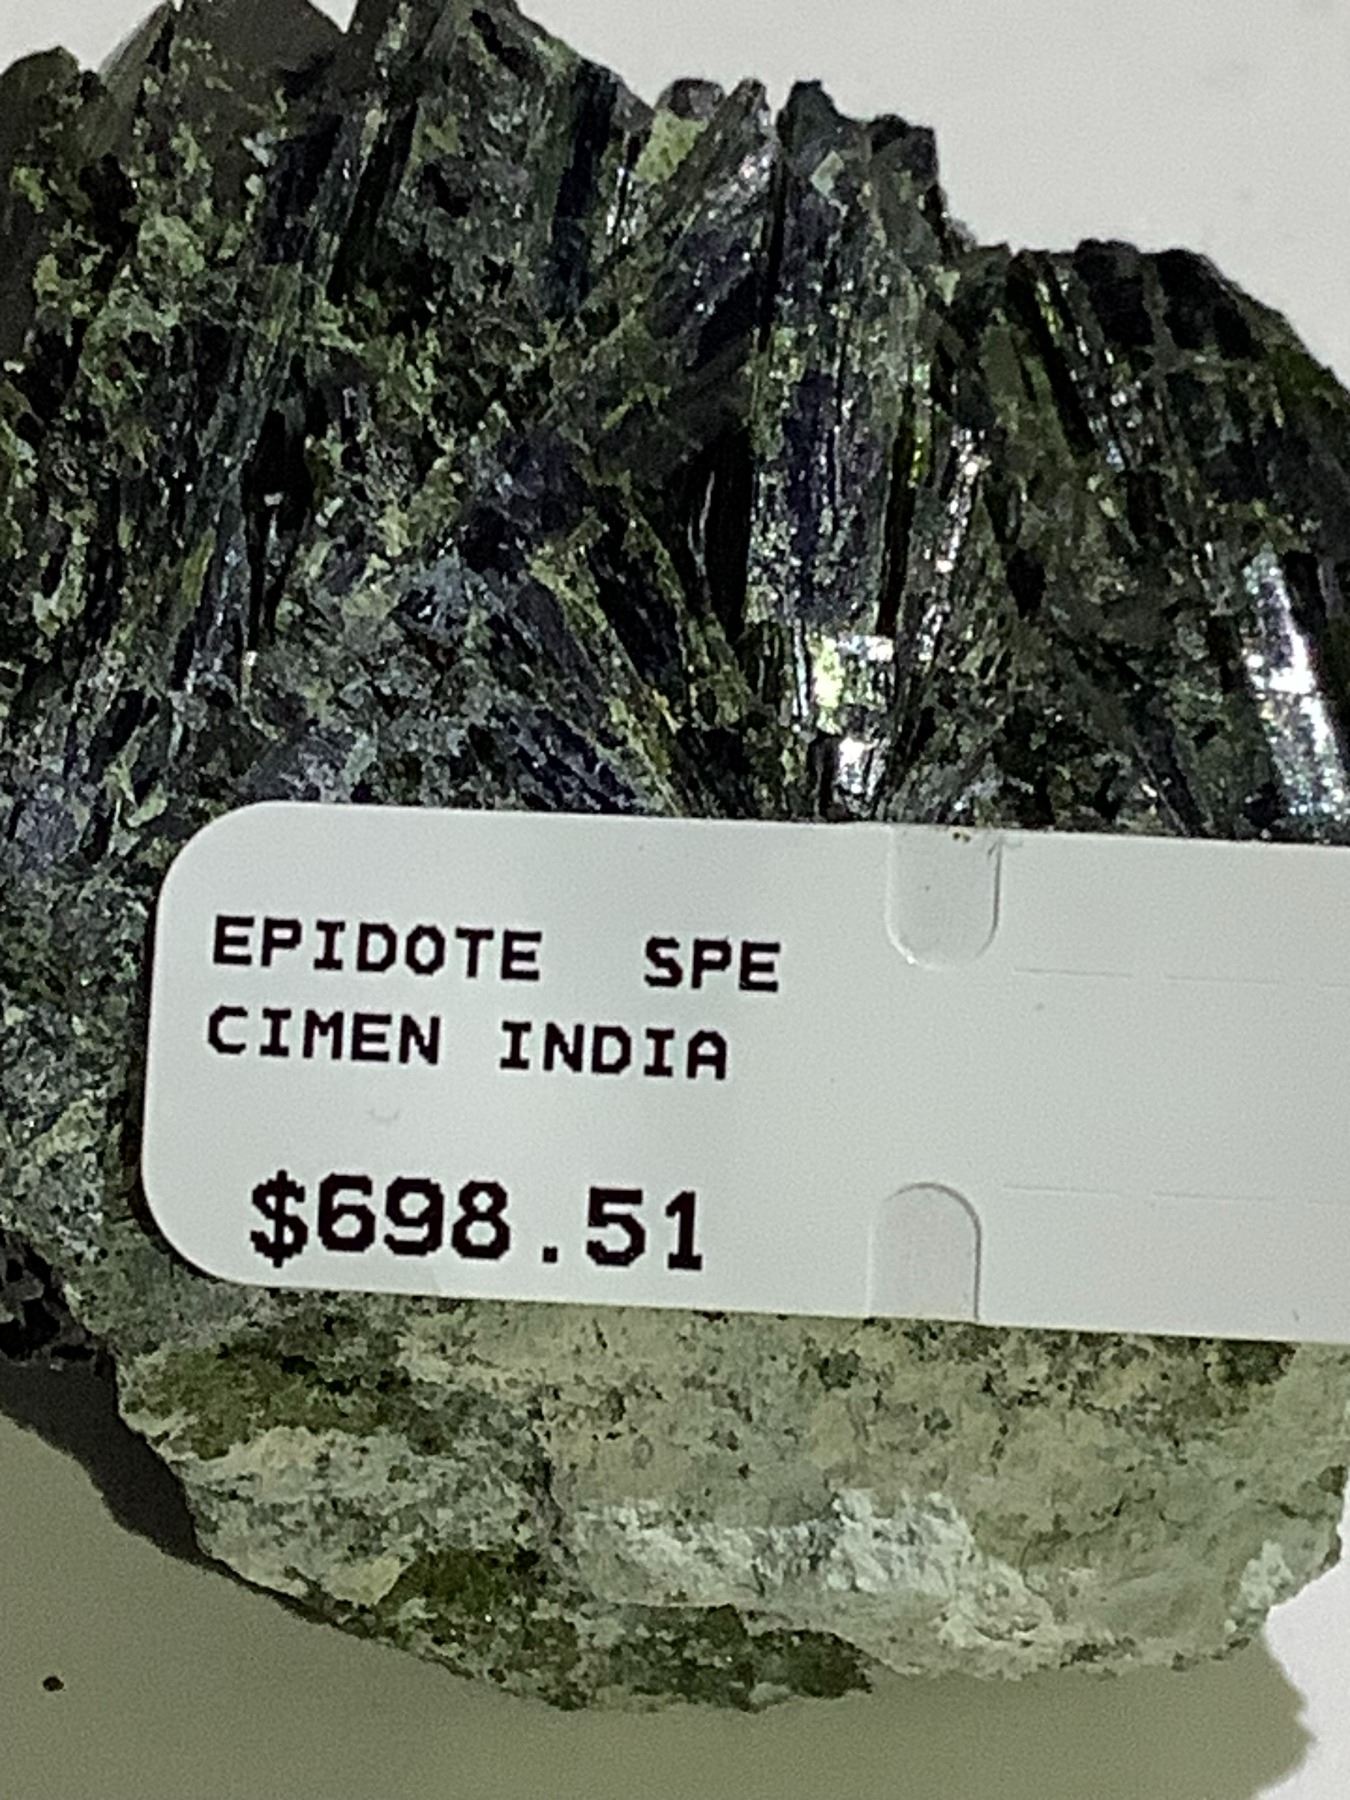 EPIDOTE SPE
CIMEN INDIA
$698.51